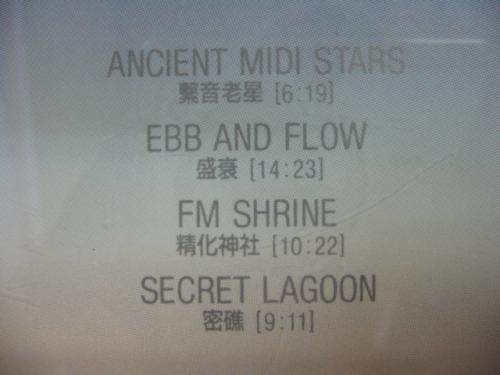 ANCIENT MIDI STARS
繫音老星 [6:19]
EBB AND FLOW
盛衰 [14:23]
FM SHRINE
精化神社 [10:22]
SECRET LAGOON
密礁 [9:11]